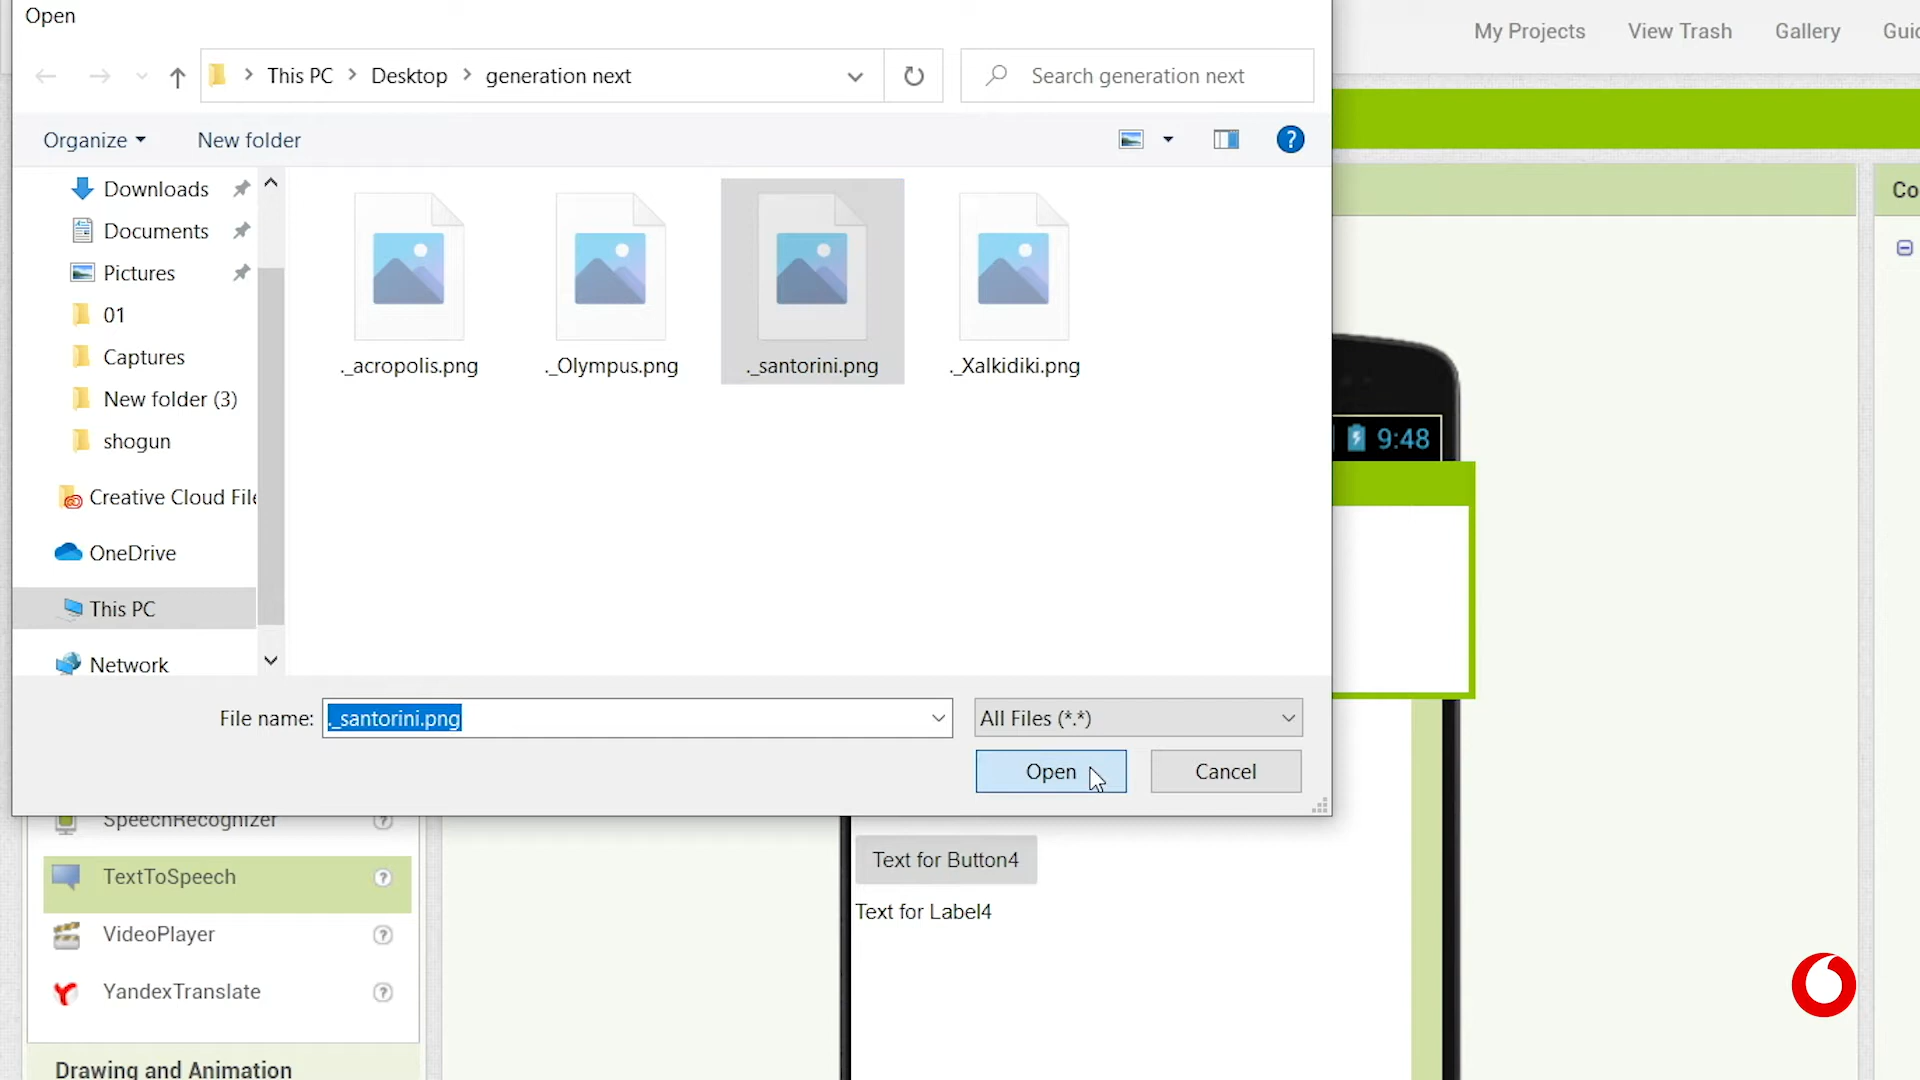 Open
My Projects
View Trash
Gallery
This PC
Desktop
generation next
Search generation next
Organize
New folder
?
Downloads
Documents
Pictures
01
Captures
New folder (3)
shogun
Creative Cloud File
OneDrive
This PC
Network
._acropolis.png
._Olympus.png
._santorini.png
._Xalkidiki.png
9:48
File name:
._santorini.png
All Files (*.*)
Open
Cancel
SpeechRecognizer
?
TextToSpeech
?
VideoPlayer
?
YandexTranslate
?
Drawing and Animation
Text for Button4
Text for Label4